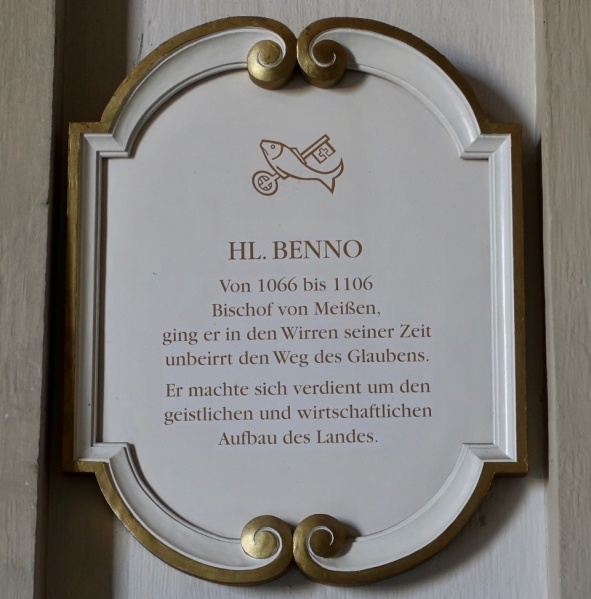 HL. BENNO
Von 1066 bis 1106
Bischof von Meißen,
ging er in den Wirren seiner Zeit
unbeirrt den Weg des Glaubens.
Er machte sich verdient um den
geistlichen und wirtschaftlichen
Aufbau des Landes.